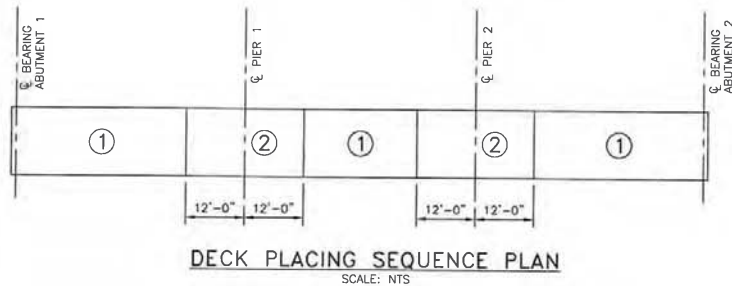 ℄ BEARING
ABUTMENT 1
℄ PIER 1
℄ PIER 2
℄ BEARING
ABUTMENT 2
① ② ① ② ①
12'-0" 12'-0" 12'-0" 12'-0"
DECK PLACING SEQUENCE PLAN
SCALE: NTS